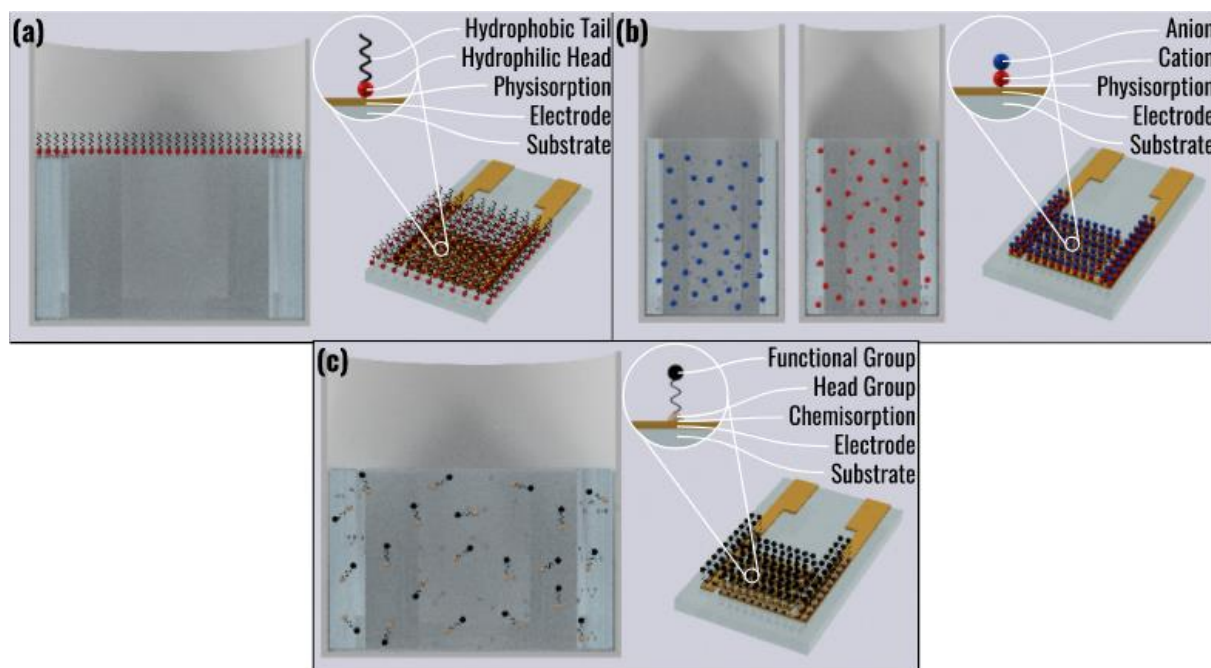 (a)
Hydrophobic Tail
Hydrophilic Head
Physisorption
Electrode
Substrate
(b)
Anion
Cation
Physisorption
Electrode
Substrate
(c)
Functional Group
Head Group
Chemisorption
Electrode
Substrate